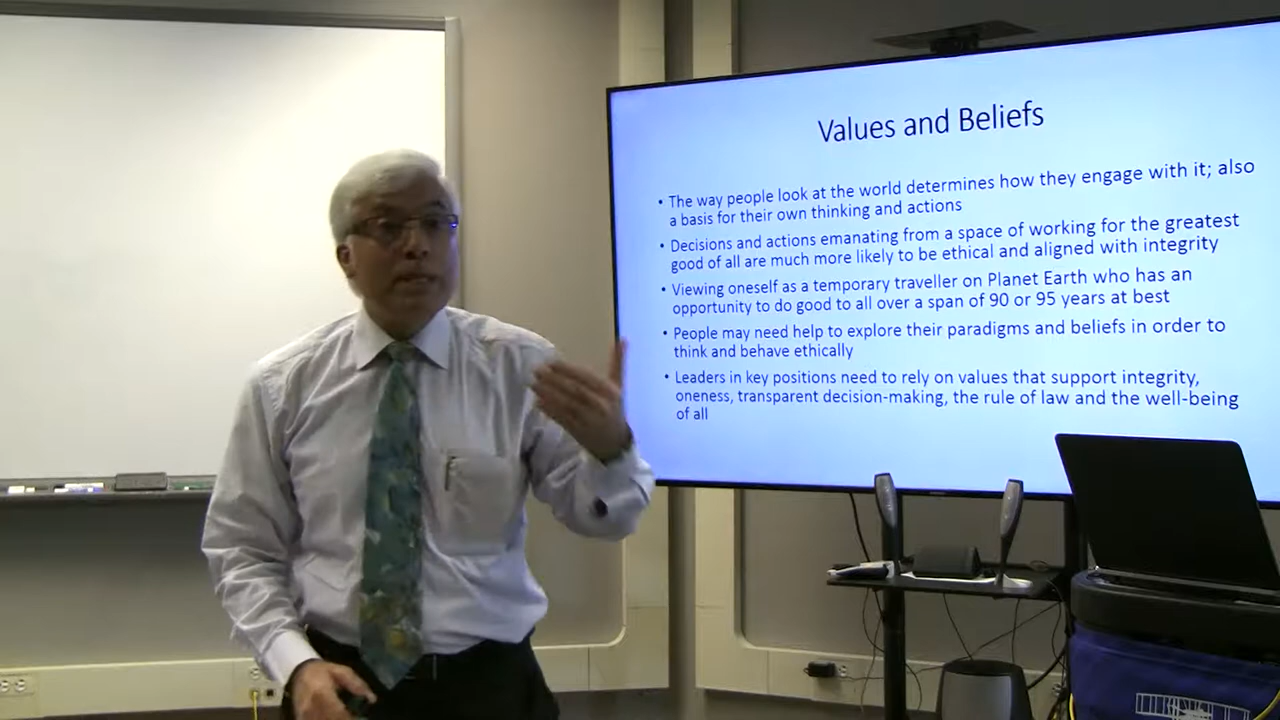 Values and Beliefs
• The way people look at the world determines how they engage with it; also
a basis for their own thinking and actions
• Decisions and actions emanating from a space of working for the greatest
good of all are much more likely to be ethical and aligned with integrity
• Viewing oneself as a temporary traveller on Planet Earth who has an
opportunity to do good to all over a span of 90 or 95 years at best
• People may need help to explore their paradigms and beliefs in order to
think and behave ethically
• Leaders in key positions need to rely on values that support integrity,
oneness, transparent decision-making, the rule of law and the well-being
of all